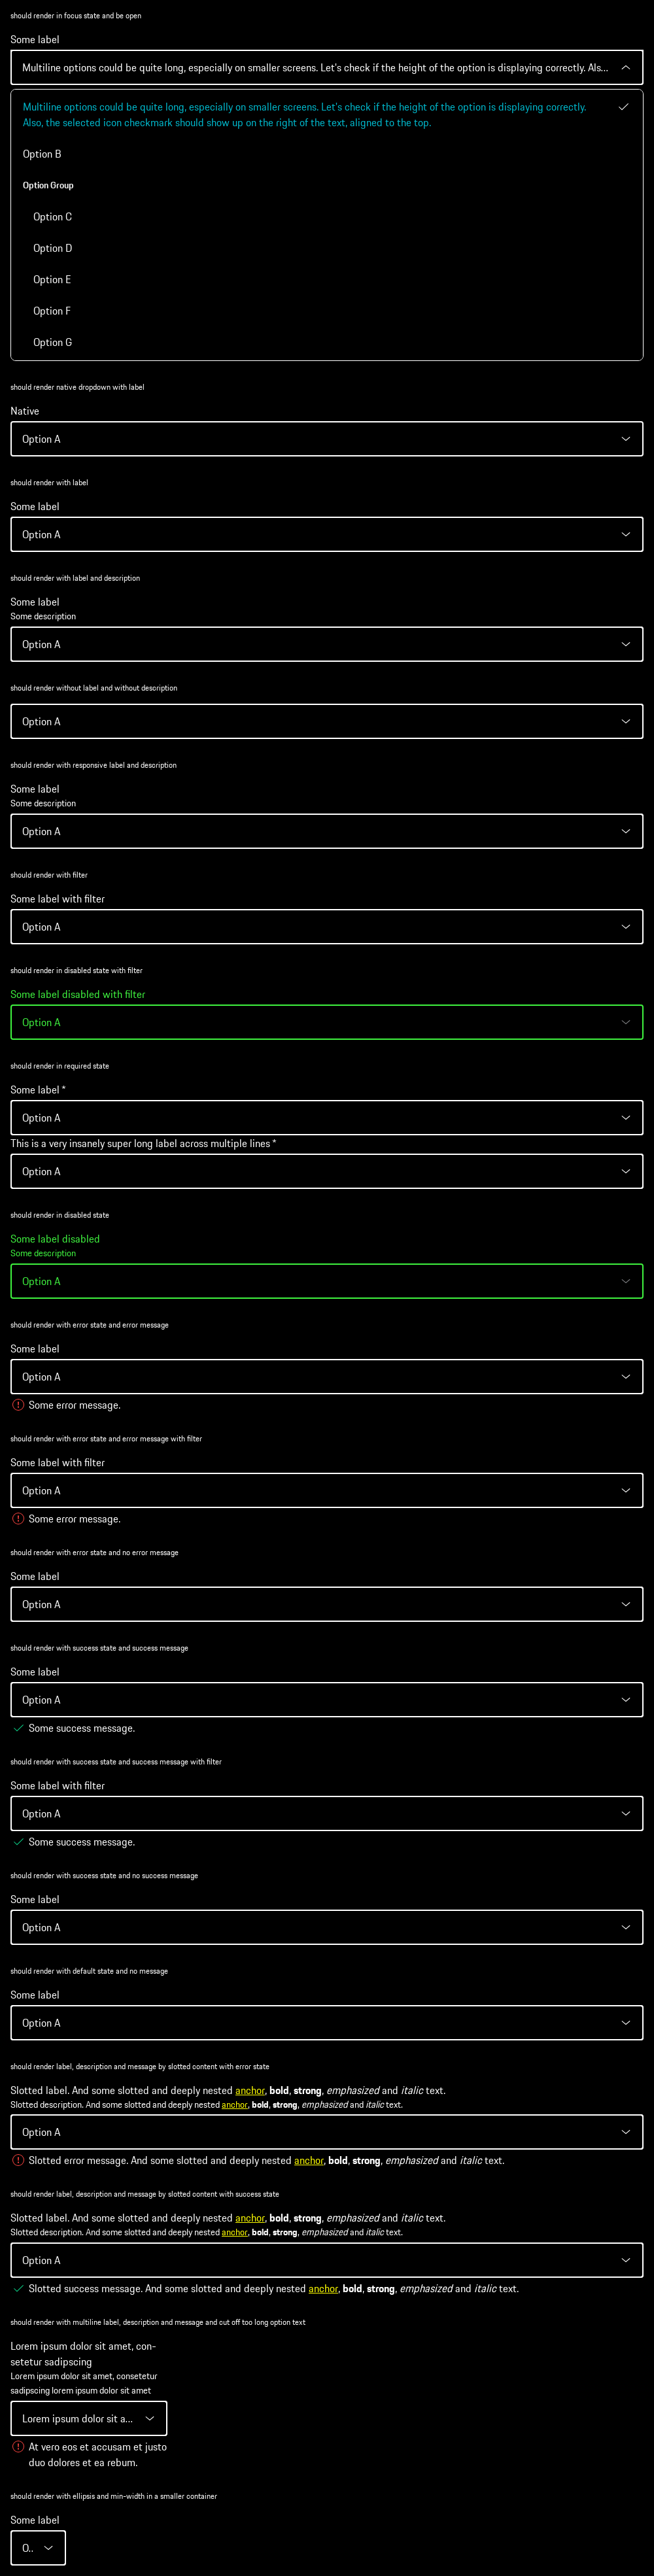 should render in focus state and be open
Some label
Multiline options could be quite long, especially on smaller screens. Let's check if the height of the option is displaying correctly. Als...
Multiline options could be quite long, especially on smaller screens. Let's check if the height of the option is displaying correctly.
Also, the selected icon checkmark should show up on the right of the text, aligned to the top.
Option B
Option Group
Option C
Option D
Option E
Option F
Option G
should render native dropdown with label
Native
Option A
should render with label
Some label
Option A
should render with label and description
Some label
Some description
Option A
should render without label and without description
Option A
should render with responsive label and description
Some label
Some description
Option A
should render with filter
Some label with filter
Option A
should render in disabled state with filter
Some label disabled with filter
Option A
should render in required state
Some label *
Option A
This is a very insanely super long label across multiple lines *
Option A
should render in disabled state
Some label disabled
Some description
Option A
should render with error state and error message
Some label
Option A
Some error message.
should render with error state and error message with filter
Some label with filter
Option A
Some error message.
should render with error state and no error message
Some label
Option A
should render with success state and success message
Some label
Option A
Some success message.
should render with success state and success message with filter
Some label with filter
Option A
Some success message.
should render with success state and no success message
Some label
Option A
should render with default state and no message
Some label
Option A
should render label, description and message by slotted content with error state
Slotted label. And some slotted and deeply nested anchor, bold, strong, emphasized and italic text.
Slotted description. And some slotted and deeply nested anchor, bold, strong, emphasized and italic text.
Option A
Slotted error message. And some slotted and deeply nested anchor, bold, strong, emphasized and italic text.
should render label, description and message by slotted content with success state
Slotted label. And some slotted and deeply nested anchor, bold, strong, emphasized and italic text.
Slotted description. And some slotted and deeply nested anchor, bold, strong, emphasized and italic text.
Option A
Slotted success message. And some slotted and deeply nested anchor, bold, strong, emphasized and italic text.
should render with multiline label, description and message and cut off too long option text
Lorem ipsum dolor sit amet, con-
setetur sadipscing
Lorem ipsum dolor sit amet, consetetur
sadipscing lorem ipsum dolor sit amet
Lorem ipsum dolor sit a...
At vero eos et accusam et justo
duo dolores et ea rebum.
should render with ellipsis and min-width in a smaller container
Some label
O..